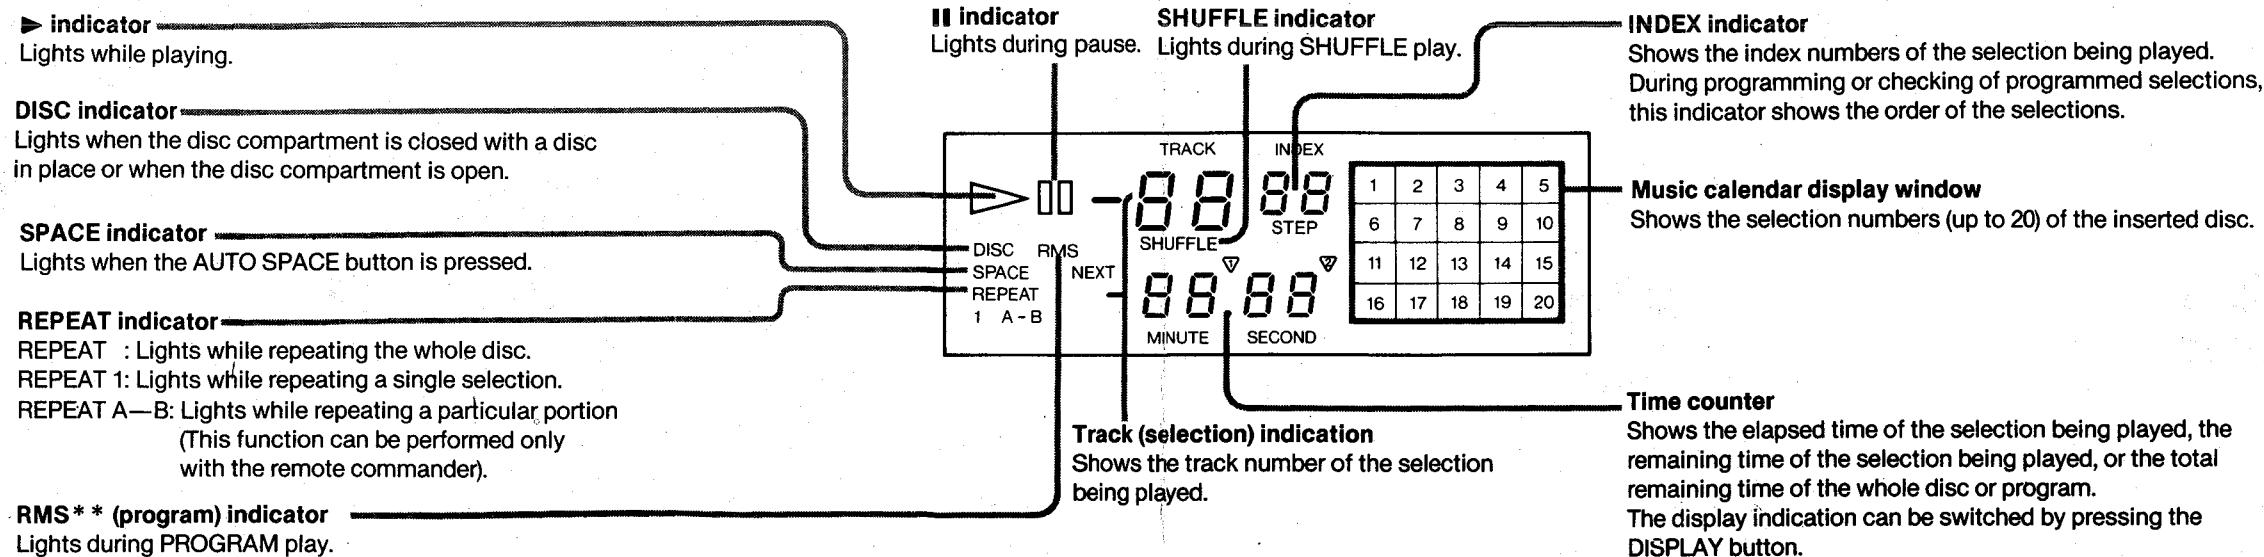 ▶ indicator
Lights while playing.
DISC indicator
Lights when the disc compartment is closed with a disc
in place or when the disc compartment is open.
SPACE indicator
Lights when the AUTO SPACE button is pressed.
REPEAT indicator
REPEAT : Lights while repeating the whole disc.
REPEAT 1: Lights while repeating a single selection.
REPEAT A—B: Lights while repeating a particular portion
(This function can be performed only
with the remote commander).
RMS** (program) indicator
Lights during PROGRAM play.
▮▮ indicator
Lights during pause.
SHUFFLE indicator
Lights during SHUFFLE play.
TRACK INDEX
88 88
SHUFFLE STEP
DISC RMS
SPACE NEXT
REPEAT
1 A-B
1 2
88 88
MINUTE SECOND
1 2 3 4 5
6 7 8 9 10
11 12 13 14 15
16 17 18 19 20
Track (selection) indication
Shows the track number of the selection
being played.
INDEX indicator
Shows the index numbers of the selection being played.
During programming or checking of programmed selections,
this indicator shows the order of the selections.
Music calendar display window
Shows the selection numbers (up to 20) of the inserted disc.
Time counter
Shows the elapsed time of the selection being played, the
remaining time of the selection being played, or the total
remaining time of the whole disc or program.
The display indication can be switched by pressing the
DISPLAY button.